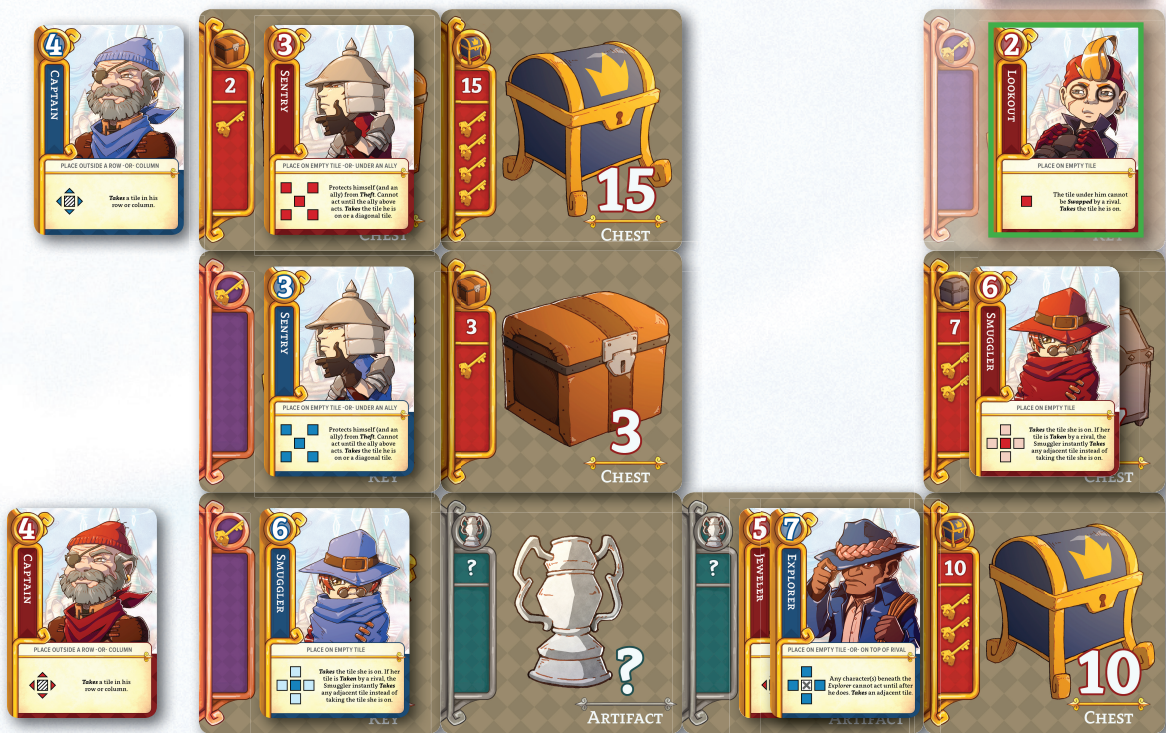 4
CAPTAIN
PLACE OUTSIDE A ROW -OR- COLUMN
Takes a tile in his
row or column.
2
3
SENTRY
PLACE ON EMPTY TILE -OR- UNDER AN ALLY
Protects himself (and an
ally) from Theft. Cannot
act until the ally above
acts. Takes the tile he is
on or a diagonal tile.
CHEST
15
15
CHEST
2
LOOKOUT
PLACE ON EMPTY TILE
The tile under him cannot
be Swapped by a rival.
Takes the tile he is on.
KEY
3
SENTRY
PLACE ON EMPTY TILE -OR- UNDER AN ALLY
Protects himself (and an
ally) from Theft. Cannot
act until the ally above
acts. Takes the tile he is
on or a diagonal tile.
KEY
3
3
CHEST
7
6
SMUGGLER
PLACE ON EMPTY TILE
Takes the tile she is on. If her
tile is Taken by a rival, the
Smuggler instantly Takes
any adjacent tile instead of
taking the tile she is on.
CHEST
4
CAPTAIN
PLACE OUTSIDE A ROW -OR- COLUMN
Takes a tile in his
row or column.
6
SMUGGLER
PLACE ON EMPTY TILE
Takes the tile she is on. If her
tile is Taken by a rival, the
Smuggler instantly Takes
any adjacent tile instead of
taking the tile she is on.
KEY
?
?
ARTIFACT
?
5
JEWELER
7
EXPLORER
PLACE ON EMPTY TILE -OR- ON TOP OF RIVAL
Any character(s) beneath the
Explorer cannot act until after
he does. Takes an adjacent tile.
ARTIFACT
10
10
CHEST